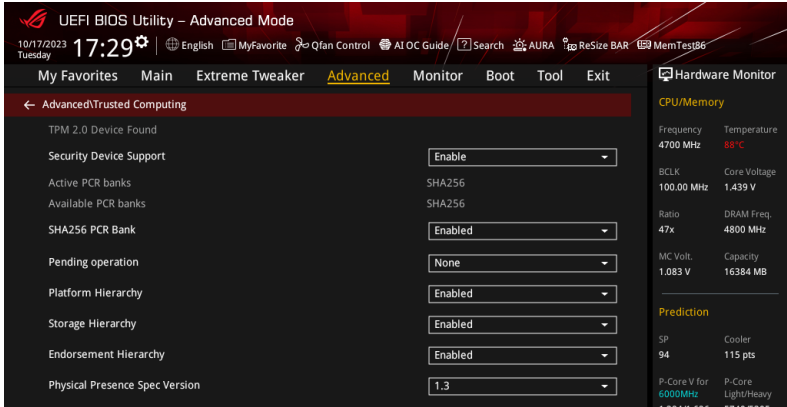 UEFI BIOS Utility – Advanced Mode
10/17/2023 Tuesday 17:29 English MyFavorite Qfan Control AI OC Guide ? Search AURA ReSize BAR MemTest86
My Favorites Main Extreme Tweaker Advanced Monitor Boot Tool Exit
← Advanced\Trusted Computing
TPM 2.0 Device Found
Security Device Support Enable
Active PCR banks SHA256
Available PCR banks SHA256
SHA256 PCR Bank Enabled
Pending operation None
Platform Hierarchy Enabled
Storage Hierarchy Enabled
Endorsement Hierarchy Enabled
Physical Presence Spec Version 1.3
Hardware Monitor
CPU/Memory
Frequency Temperature
4700 MHz 88°C
BCLK Core Voltage
100.00 MHz 1.439 V
Ratio DRAM Freq.
47x 4800 MHz
MC Volt. Capacity
1.083 V 16384 MB
Prediction
SP Cooler
94 115 pts
P-Core V for P-Core
6000MHz Light/Heavy